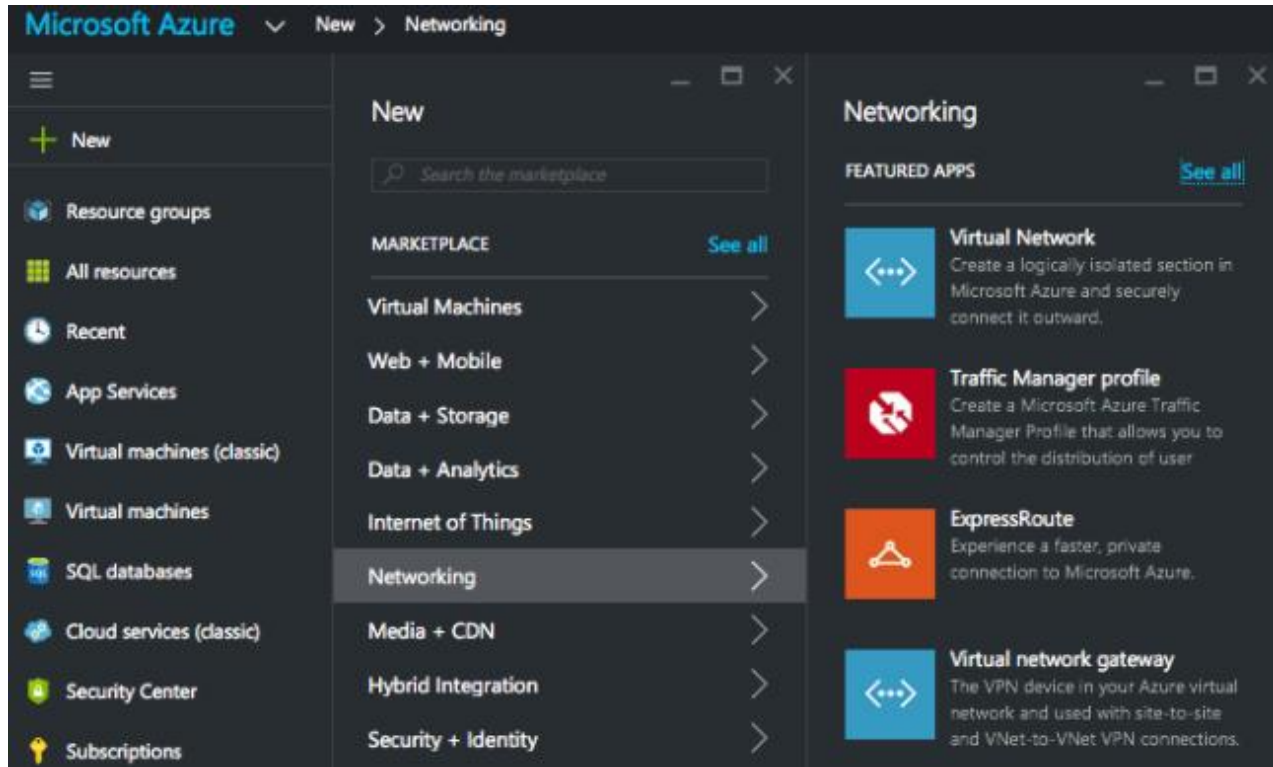 Microsoft Azure New > Networking
New
Resource groups
All resources
Recent
App Services
Virtual machines (classic)
Virtual machines
SQL databases
Cloud services (classic)
Security Center
Subscriptions
New
Search the marketplace
MARKETPLACE See all
Virtual Machines
Web + Mobile
Data + Storage
Data + Analytics
Internet of Things
Networking
Media + CDN
Hybrid Integration
Security + Identity
Networking
FEATURED APPS See all
Virtual Network
Create a logically isolated section in
Microsoft Azure and securely
connect it outward.
Traffic Manager profile
Create a Microsoft Azure Traffic
Manager Profile that allows you to
control the distribution of user
ExpressRoute
Experience a faster, private
connection to Microsoft Azure.
Virtual network gateway
The VPN device in your Azure virtual
network and used with site-to-site
and VNet-to-VNet VPN connections.